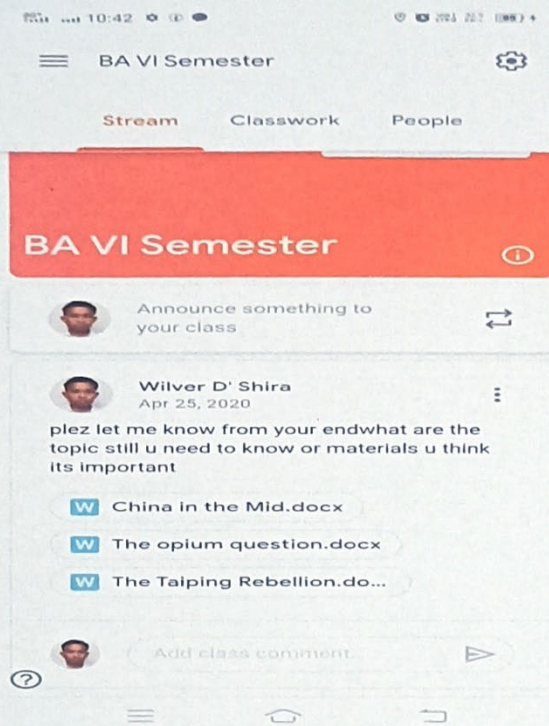 10:42
BA VI Semester
Stream Classwork People
BA VI Semester
Announce something to
your class
Wilver D' Shira
Apr 25, 2020
plez let me know from your endwhat are the
topic still u need to know or materials u think
its important
W China in the Mid.docx
W The opium question.docx
W The Taiping Rebellion.do...
Add class comment...